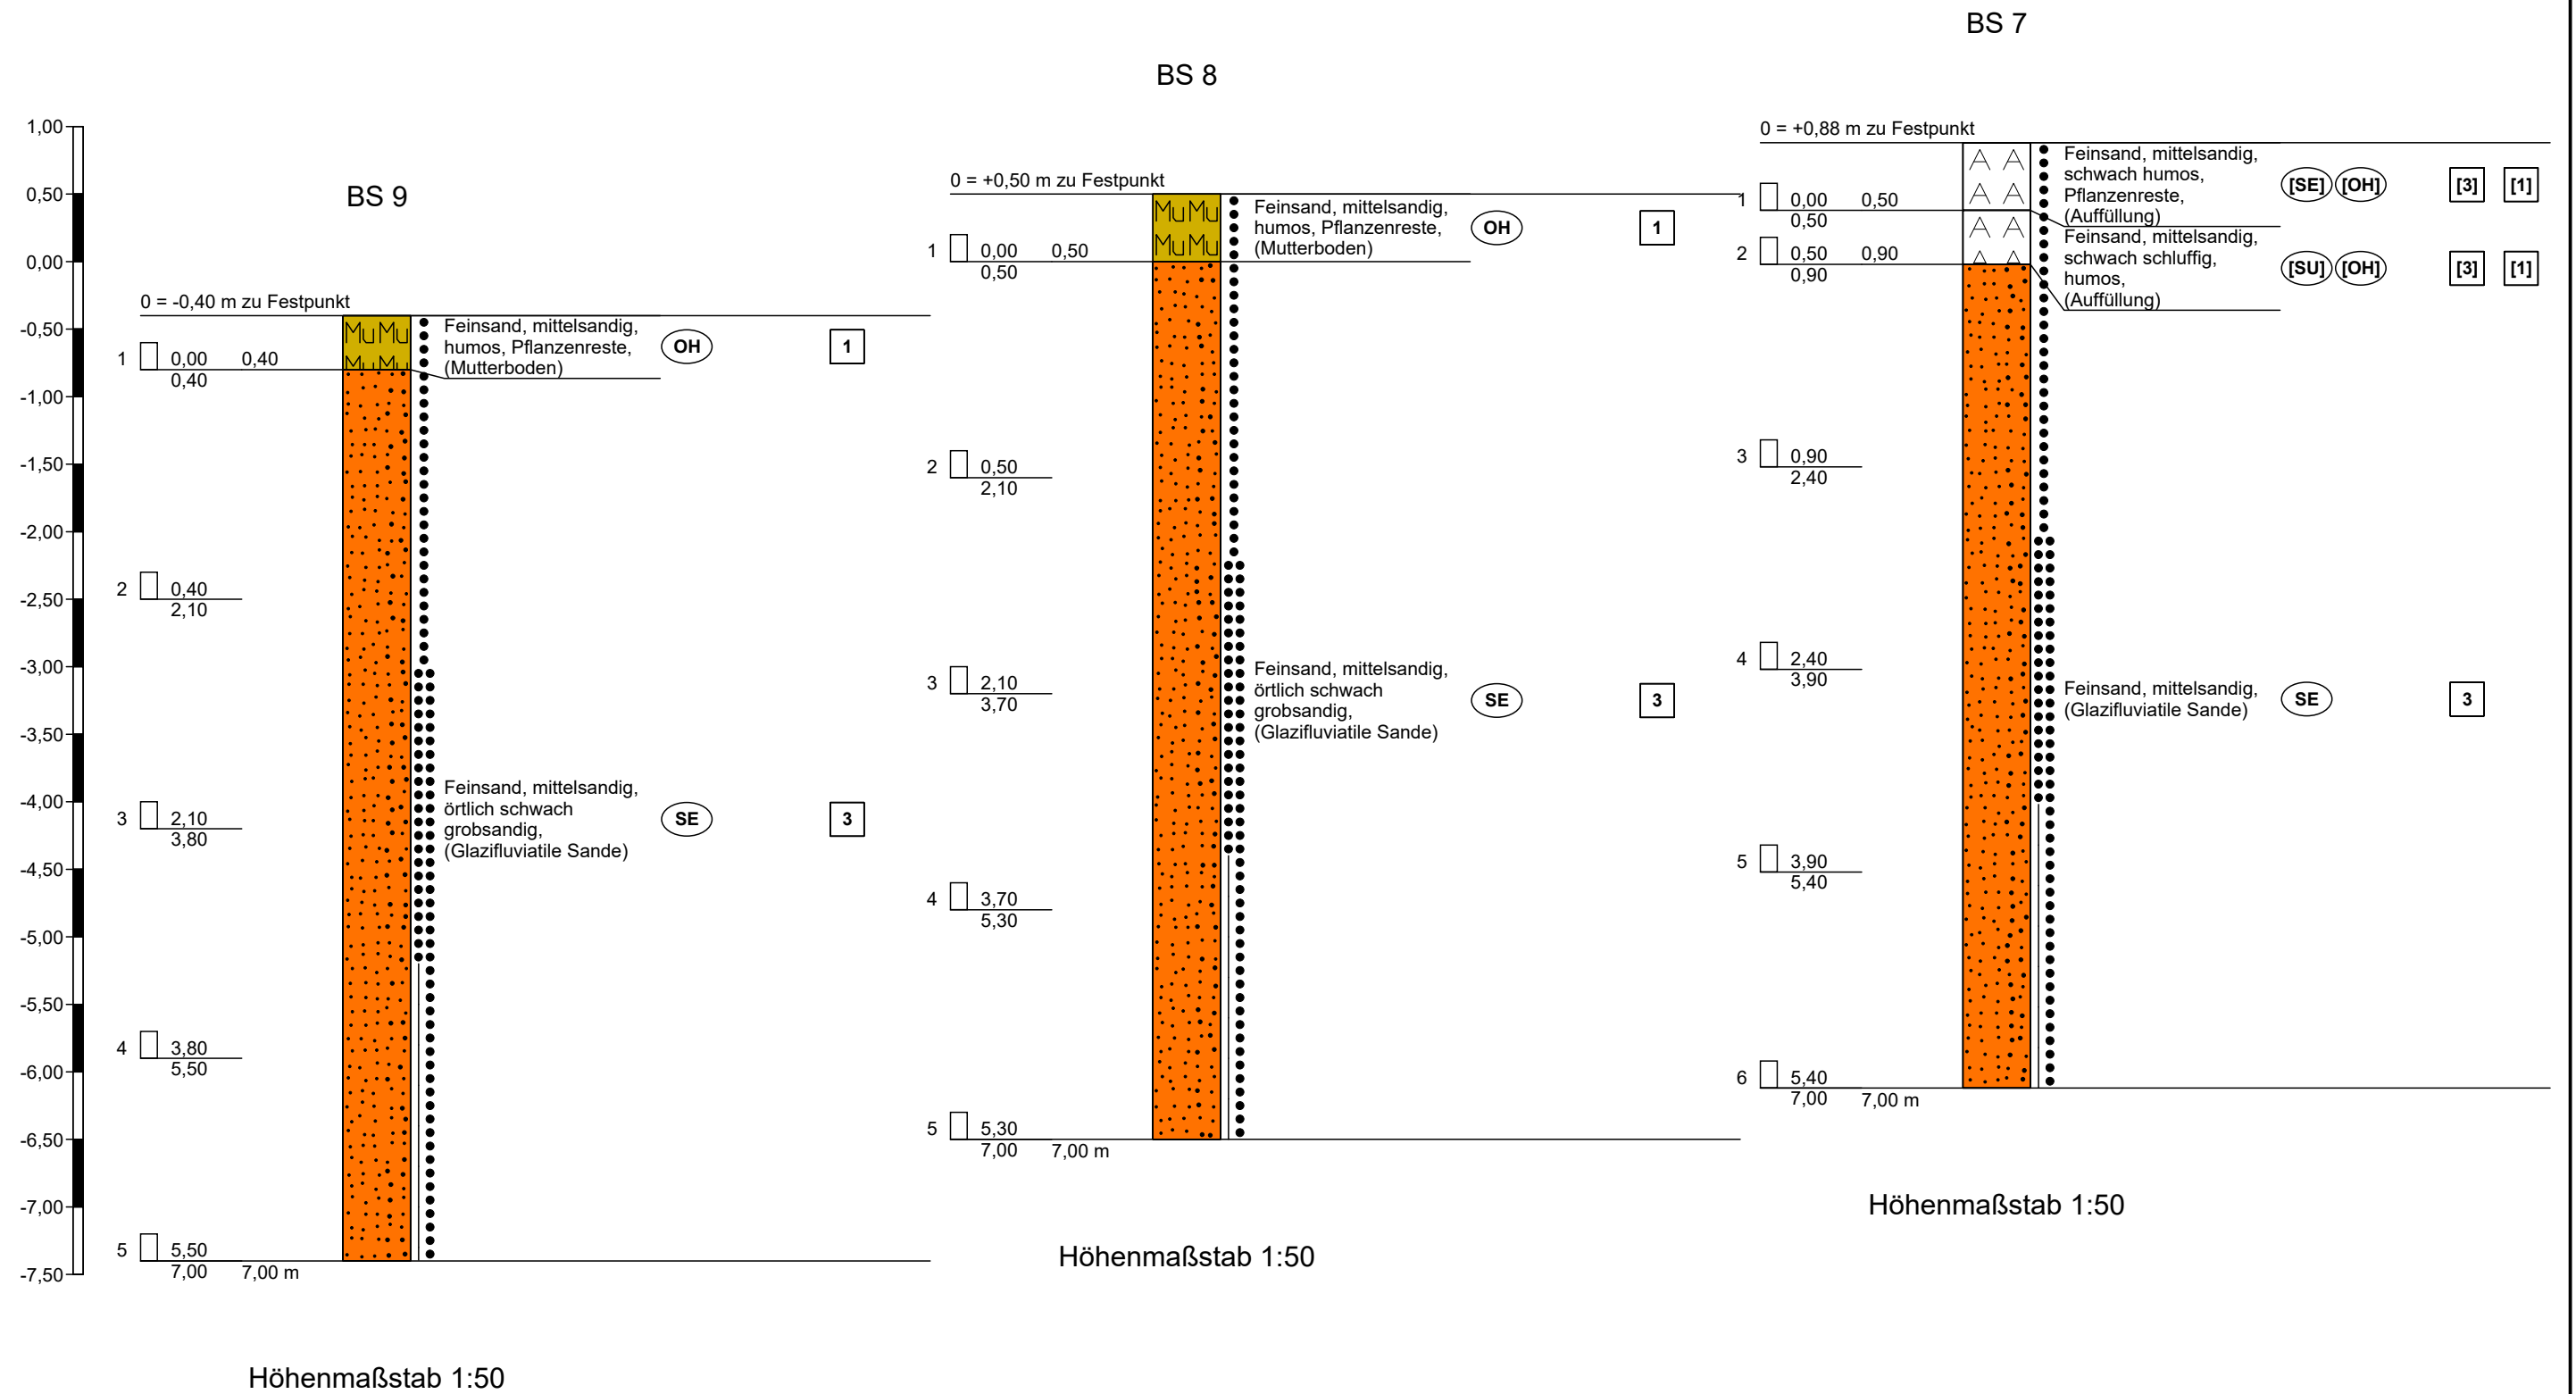 1,00
0,50
0,00
-0,50
-1,00
-1,50
-2,00
-2,50
-3,00
-3,50
-4,00
-4,50
-5,00
-5,50
-6,00
-6,50
-7,00
-7,50
BS 9
0 = -0,40 m zu Festpunkt
Mu Mu
Mu Mu
1 0,00 0,40
0,40
Feinsand, mittelsandig,
humos, Pflanzenreste,
(Mutterboden)
OH 1
2 0,40
2,10
3 2,10
3,80
Feinsand, mittelsandig,
örtlich schwach
grobsandig,
(Glazifluviatile Sande)
SE 3
4 3,80
5,50
5 5,50
7,00 7,00 m
Höhenmaßstab 1:50
BS 8
0 = +0,50 m zu Festpunkt
Mu Mu
Mu Mu
1 0,00 0,50
0,50
Feinsand, mittelsandig,
humos, Pflanzenreste,
(Mutterboden)
OH 1
2 0,50
2,10
3 2,10
3,70
Feinsand, mittelsandig,
örtlich schwach
grobsandig,
(Glazifluviatile Sande)
SE 3
4 3,70
5,30
5 5,30
7,00 7,00 m
Höhenmaßstab 1:50
BS 7
0 = +0,88 m zu Festpunkt
A A
A A
A A
A A
1 0,00 0,50
0,50
Feinsand, mittelsandig,
schwach humos,
Pflanzenreste,
(Auffüllung)
[SE] [OH] [3] [1]
2 0,50 0,90
0,90
Feinsand, mittelsandig,
schwach schluffig,
humos,
(Auffüllung)
[SU] [OH] [3] [1]
3 0,90
2,40
4 2,40
3,90
Feinsand, mittelsandig,
(Glazifluviatile Sande)
SE 3
5 3,90
5,40
6 5,40
7,00 7,00 m
Höhenmaßstab 1:50